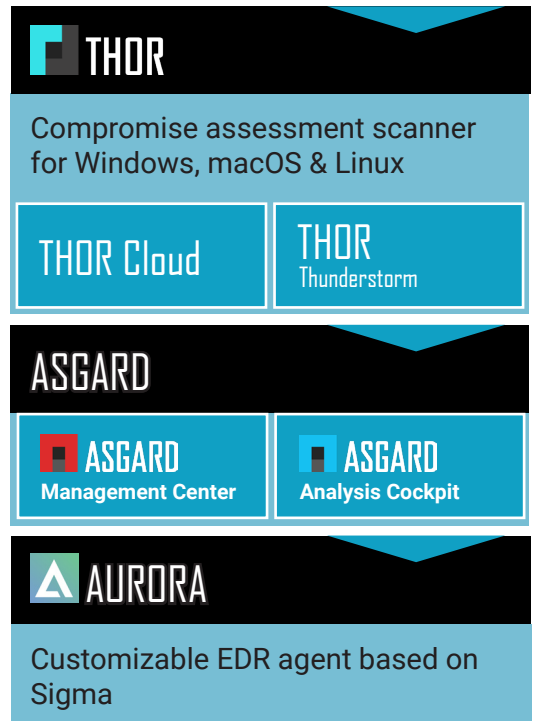 THOR
Compromise assessment scanner
for Windows, macOS & Linux
THOR Cloud
THOR
Thunderstorm
ASGARD
ASGARD
Management Center
ASGARD
Analysis Cockpit
AURORA
Customizable EDR agent based on
Sigma